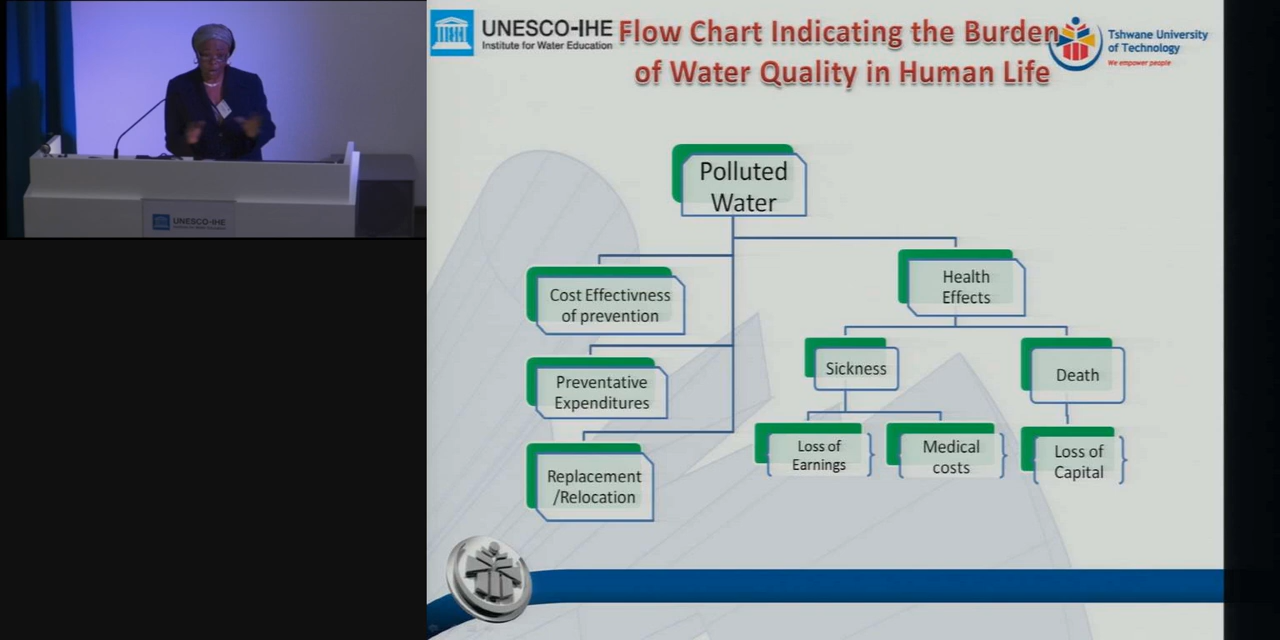 UNESCO-IHE
Institute for Water Education
Flow Chart Indicating the Burden
of Water Quality in Human Life
Tshwane University
of Technology
We empower people
Polluted
Water
Cost Effectivness
of prevention
Health
Effects
Preventative
Expenditures
Sickness
Death
Replacement
/Relocation
Loss of
Earnings
Medical
costs
Loss of
Capital
UNESCO-IHE